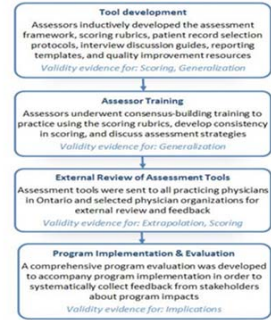 Tool development
Assessors inductively developed the assessment
framework, scoring rubrics, patient record selection
protocols, interview discussion guides, reporting
templates, and quality improvement resources
Validity evidence for: Scoring, Generalization
Assessor Training
Assessors underwent consensus-building training to
practice using the scoring rubrics, develop consistency
in scoring, and discuss assessment strategies
Validity evidence for: Generalization
External Review of Assessment Tools
Assessment tools were sent to all practicing physicians
in Ontario and selected physician organizations for
external review and feedback
Validity evidence for: Extrapolation, Scoring
Program Implementation & Evaluation
A comprehensive program evaluation was developed
to accompany program implementation in order to
systematically collect feedback from stakeholders
about program impacts
Validity evidence for: Implications